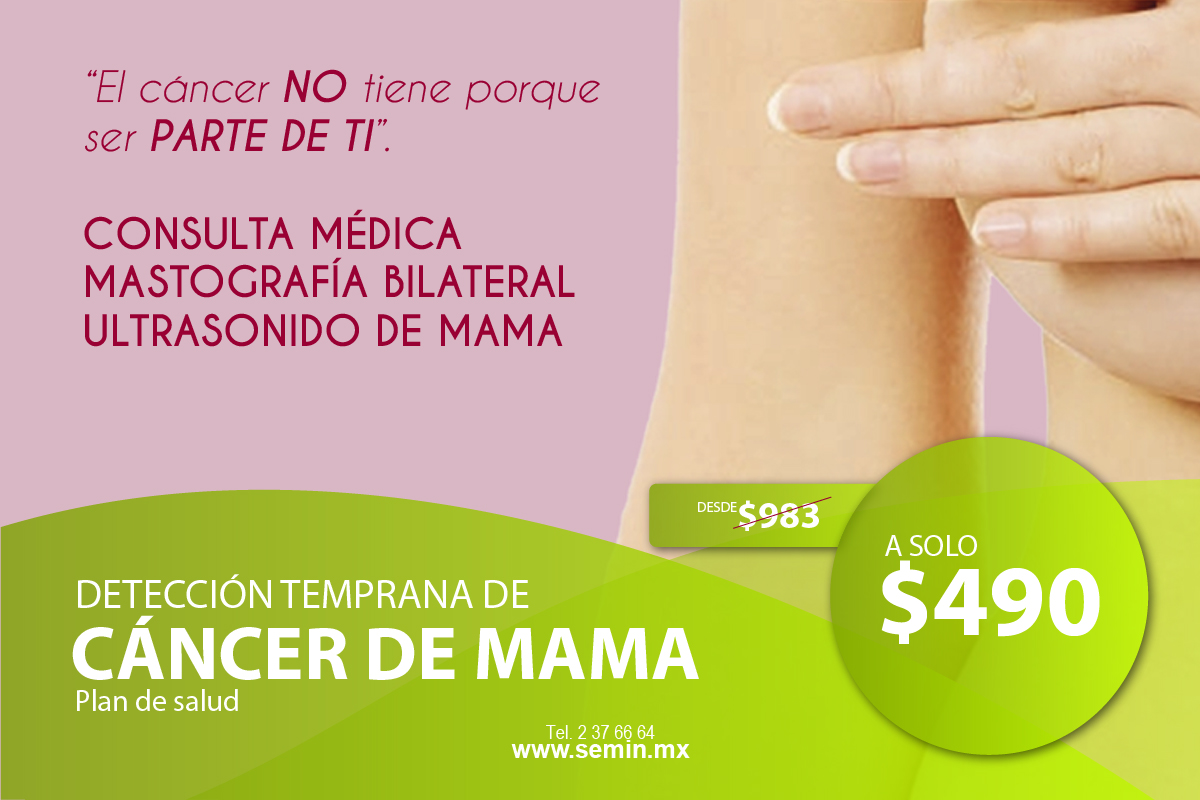 “El cáncer NO tiene porque
ser PARTE DE TI”.
CONSULTA MÉDICA
MASTOGRAFÍA BILATERAL
ULTRASONIDO DE MAMA
DESDE $983
A SOLO
$490
DETECCIÓN TEMPRANA DE
CÁNCER DE MAMA
Plan de salud
Tel. 2 37 66 64
www.semin.mx